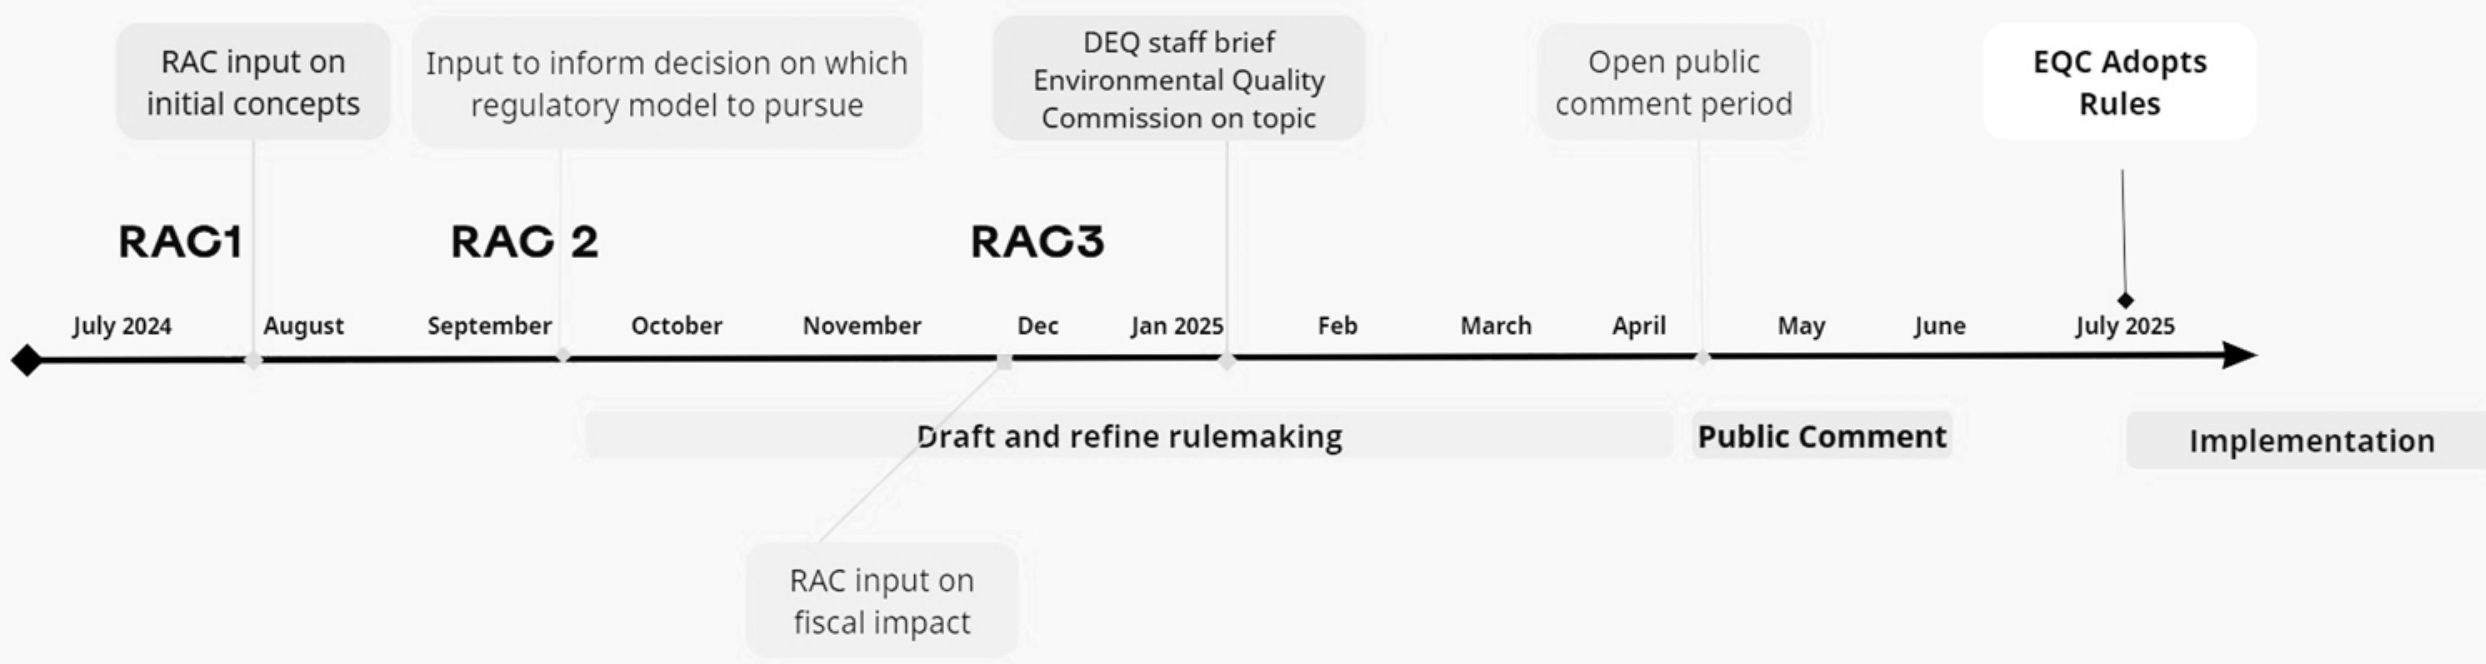 RAC input on
initial concepts
Input to inform decision on which
regulatory model to pursue
DEQ staff brief
Environmental Quality
Commission on topic
Open public
comment period
EQC Adopts
Rules
RAC1
RAC 2
RAC3
July 2024
August
September
October
November
Dec
Jan 2025
Feb
March
April
May
June
July 2025
Draft and refine rulemaking
Public Comment
Implementation
RAC input on
fiscal impact